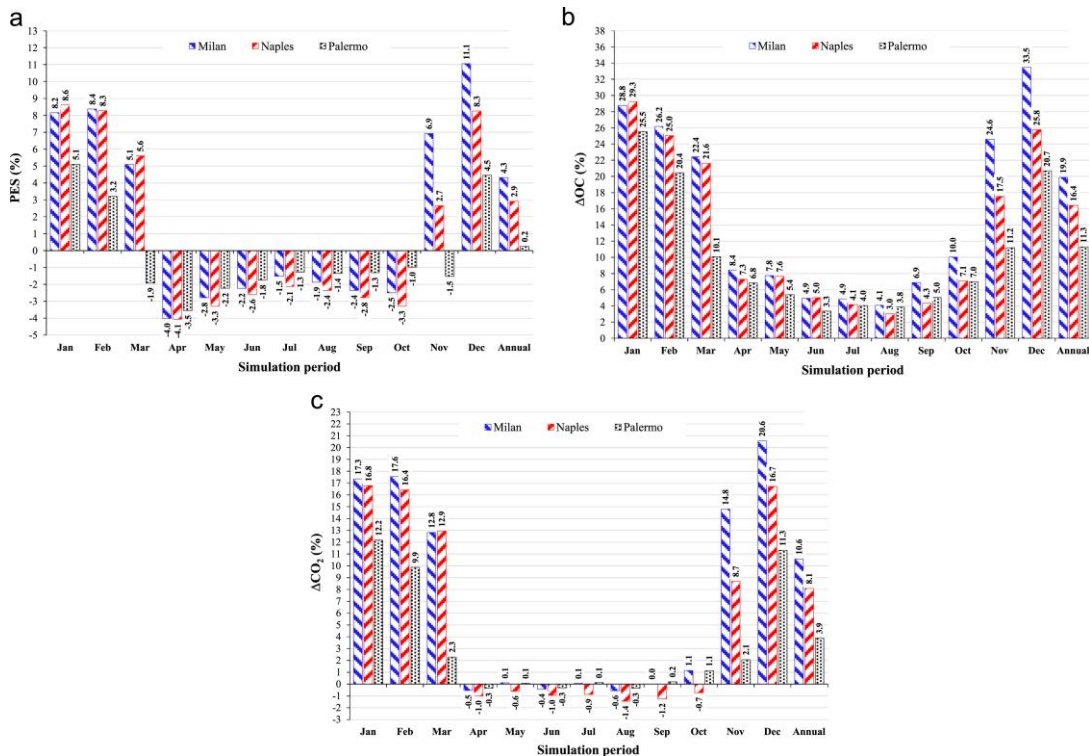 a
13
12
11
10
9
8
7
6
5
4
3
2
1
0
-1
-2
-3
-4
-5
PES (%)
Milan Naples Palermo
8.2 8.6 5.1
8.4 8.3 3.2
5.1 5.6 -1.9
-4.0 -4.1 -3.5
-2.8 -3.3 -2.2
-2.2 -2.6 -1.8
-1.5 -2.1 -1.3
-1.9 -2.4 -1.4
-2.4 -2.8 -1.3
-2.5 -3.3 -1.0
6.9 2.7 -1.5
11.1 8.3 4.5
4.3 2.9 0.2
Jan Feb Mar Apr May Jun Jul Aug Sep Oct Nov Dec Annual
Simulation period
b
38
36
34
32
30
28
26
24
22
20
18
16
14
12
10
8
6
4
2
0
ΔOC (%)
Milan Naples Palermo
28.8 29.3 25.5
26.2 25.0 20.4
22.4 21.6 10.1
8.4 7.3 6.8
7.8 7.6 5.4
4.9 5.0 3.3
4.9 4.1 4.0
4.1 3.0 3.8
6.9 4.3 5.0
10.0 7.1 7.0
24.6 17.5 11.2
33.5 25.8 20.7
19.9 16.4 11.3
Jan Feb Mar Apr May Jun Jul Aug Sep Oct Nov Dec Annual
Simulation period
c
23
22
21
20
19
18
17
16
15
14
13
12
11
10
9
8
7
6
5
4
3
2
1
0
-1
-2
-3
ΔCO₂ (%)
Milan Naples Palermo
17.3 16.8 12.2
17.6 16.4 9.9
12.8 12.9 2.3
-0.5 -1.0 -0.3
0.1 -0.6 0.1
-0.4 -1.0 -0.3
0.1 -0.9 0.1
-0.6 -1.4 -0.3
0.0 -1.2 0.2
1.1 -0.7 1.1
14.8 8.7 2.1
20.6 16.7 11.3
10.6 8.1 3.9
Jan Feb Mar Apr May Jun Jul Aug Sep Oct Nov Dec Annual
Simulation period